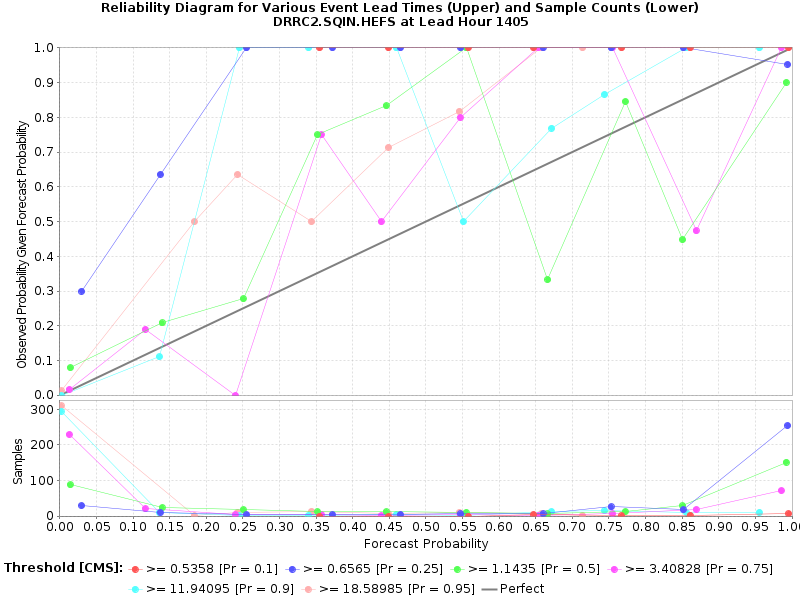 Reliability Diagram for Various Event Lead Times (Upper) and Sample Counts (Lower)
DRRC2.SQIN.HEFS at Lead Hour 1405
Observed Probability Given Forecast Probability
1.0
0.9
0.8
0.7
0.6
0.5
0.4
0.3
0.2
0.1
0.0
Samples
300
200
100
0
0.00 0.05 0.10 0.15 0.20 0.25 0.30 0.35 0.40 0.45 0.50 0.55 0.60 0.65 0.70 0.75 0.80 0.85 0.90 0.95 1.00
Forecast Probability
Threshold [CMS]: >= 0.5358 [Pr = 0.1] >= 0.6565 [Pr = 0.25] >= 1.1435 [Pr = 0.5] >= 3.40828 [Pr = 0.75]
>= 11.94095 [Pr = 0.9] >= 18.58985 [Pr = 0.95] Perfect